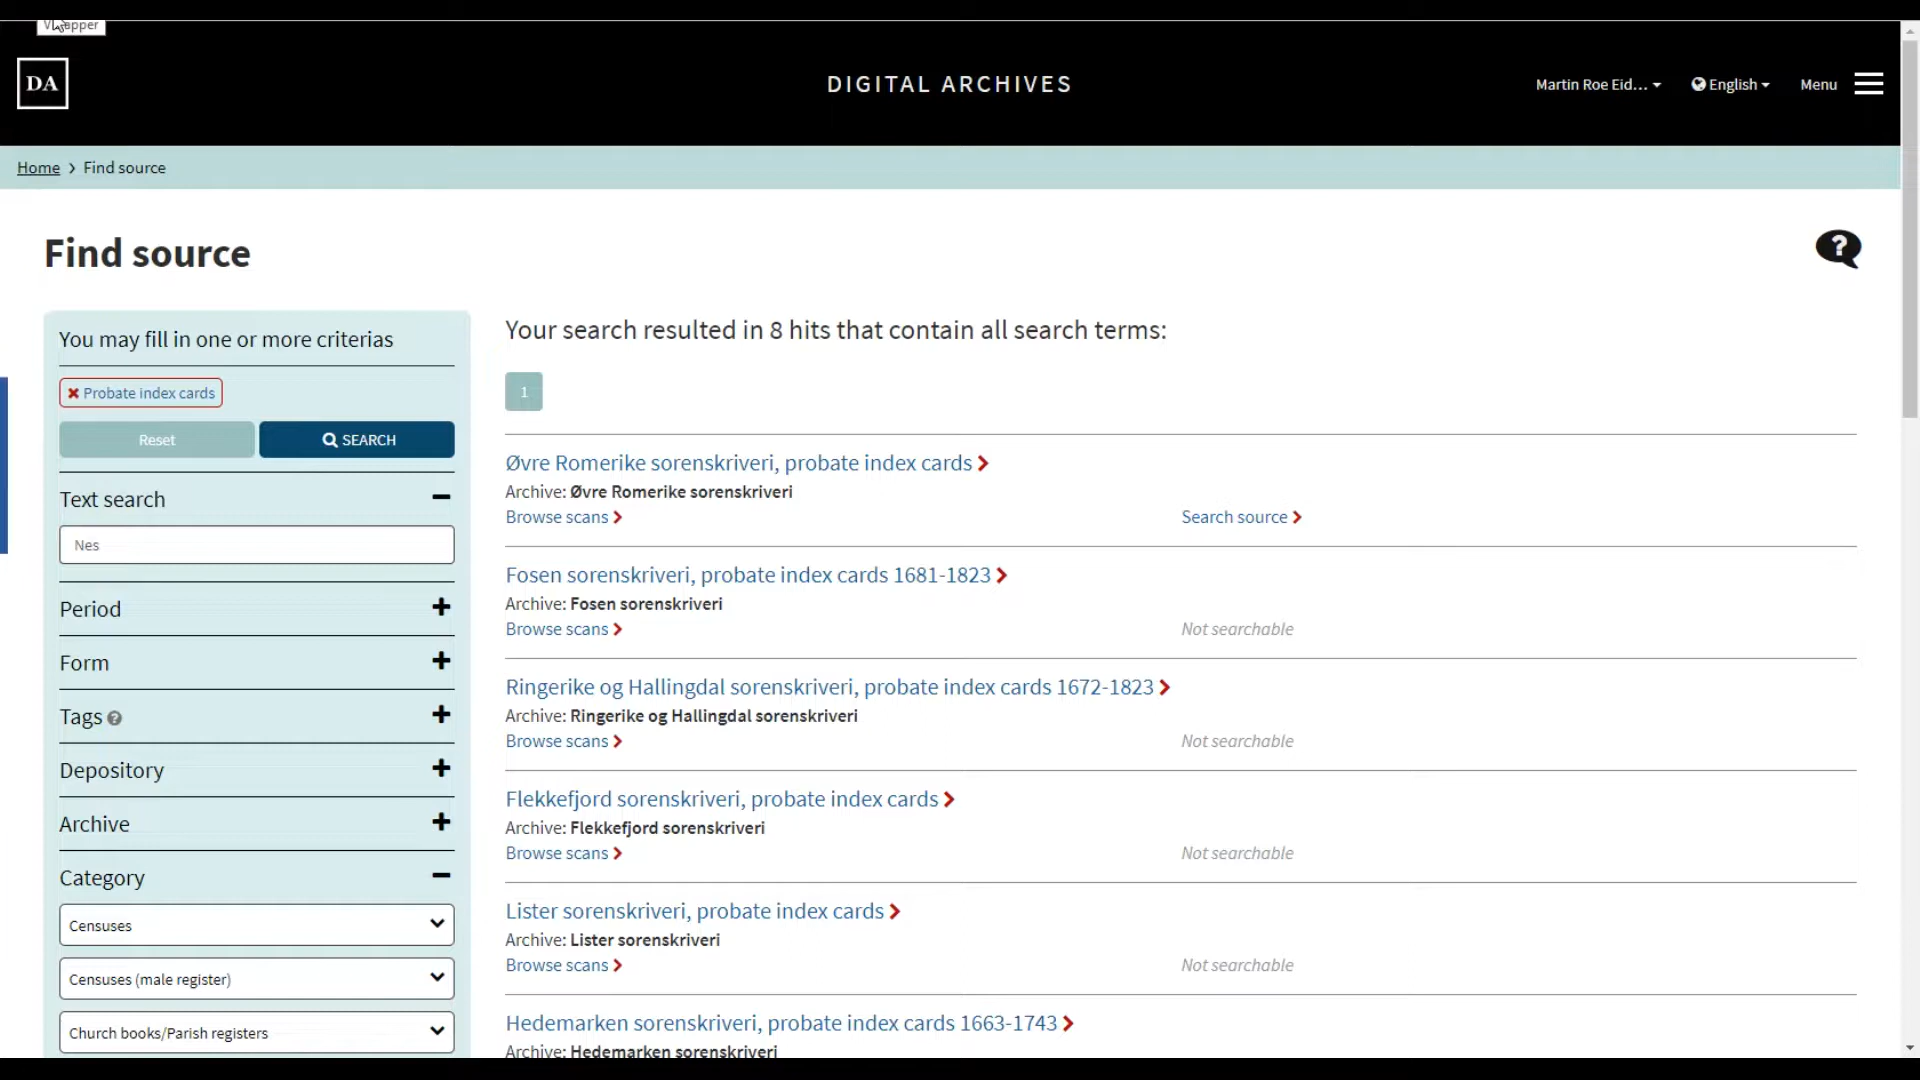 DA
DIGITAL ARCHIVES
Martin Roe Eid...
English
Menu
Home > Find source
Find source
?
You may fill in one or more criterias
Probate index cards
Reset
SEARCH
Text search
Nes
Period
Form
Tags ?
Depository
Archive
Category
Censuses
Censuses (male register)
Church books/Parish registers
Your search resulted in 8 hits that contain all search terms:
1
Øvre Romerike sorenskriveri, probate index cards
Archive: Øvre Romerike sorenskriveri
Browse scans
Search source
Fosen sorenskriveri, probate index cards 1681-1823
Archive: Fosen sorenskriveri
Browse scans
Not searchable
Ringerike og Hallingdal sorenskriveri, probate index cards 1672-1823
Archive: Ringerike og Hallingdal sorenskriveri
Browse scans
Not searchable
Flekkefjord sorenskriveri, probate index cards
Archive: Flekkefjord sorenskriveri
Browse scans
Not searchable
Lister sorenskriveri, probate index cards
Archive: Lister sorenskriveri
Browse scans
Not searchable
Hedemarken sorenskriveri, probate index cards 1663-1743
Archive: Hedemarken sorenskriveri